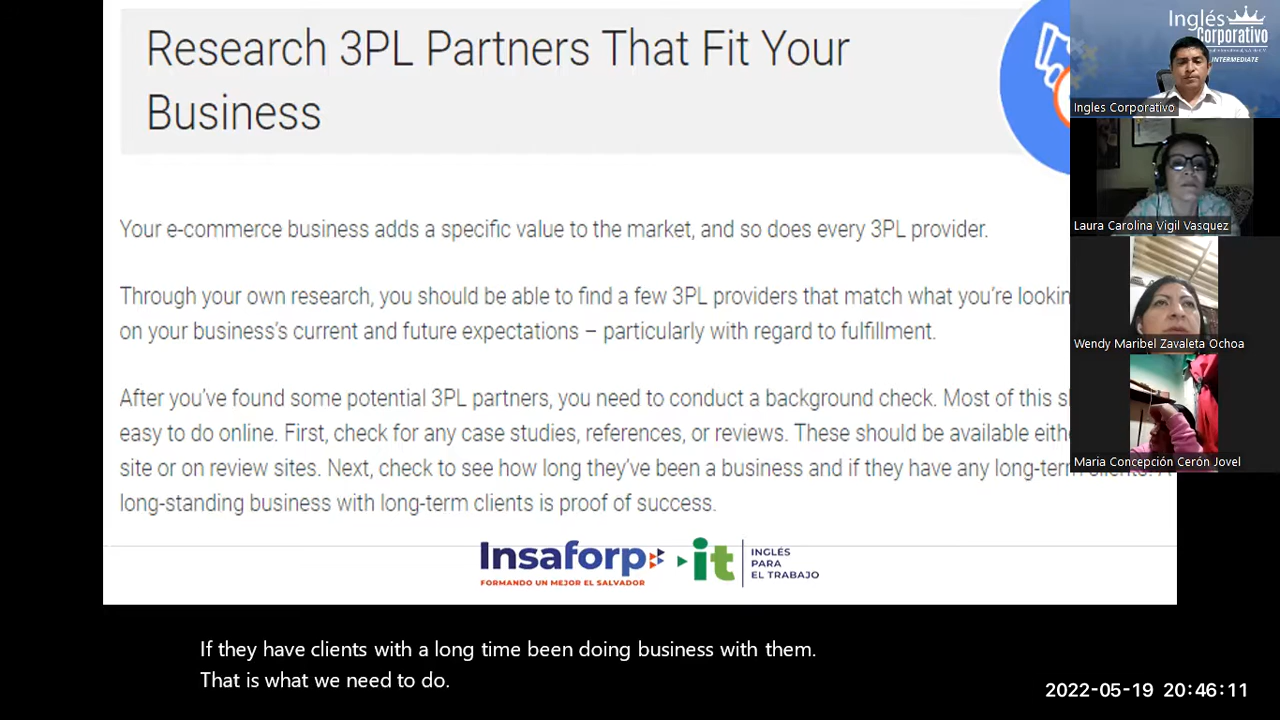 Research 3PL Partners That Fit Your
Business
Your e-commerce business adds a specific value to the market, and so does every 3PL provider.
Through your own research, you should be able to find a few 3PL providers that match what you're
on your business's current and future expectations – particularly with regard to fulfillment.
After you've found some potential 3PL partners, you need to conduct a background check. Most of this
easy to do online. First, check for any case studies, references, or reviews. These should be available
site or on review sites. Next, check to see how long they've been a business and if they have any long-term clients. A
long-standing business with long-term clients is proof of success.
Insaforp
FORMANDO UN MEJOR EL SALVADOR
it
INGLÉS
PARA
EL TRABAJO
Inglés
Corporativo
INTERMEDIATE
Ingles Corporativo
Laura Carolina Vigil Vasquez
Wendy Maribel Zavaleta Ochoa
Maria Concepción Cerón Jovel
If they have clients with a long time been doing business with them.
That is what we need to do.
2022-05-19 20:46:11